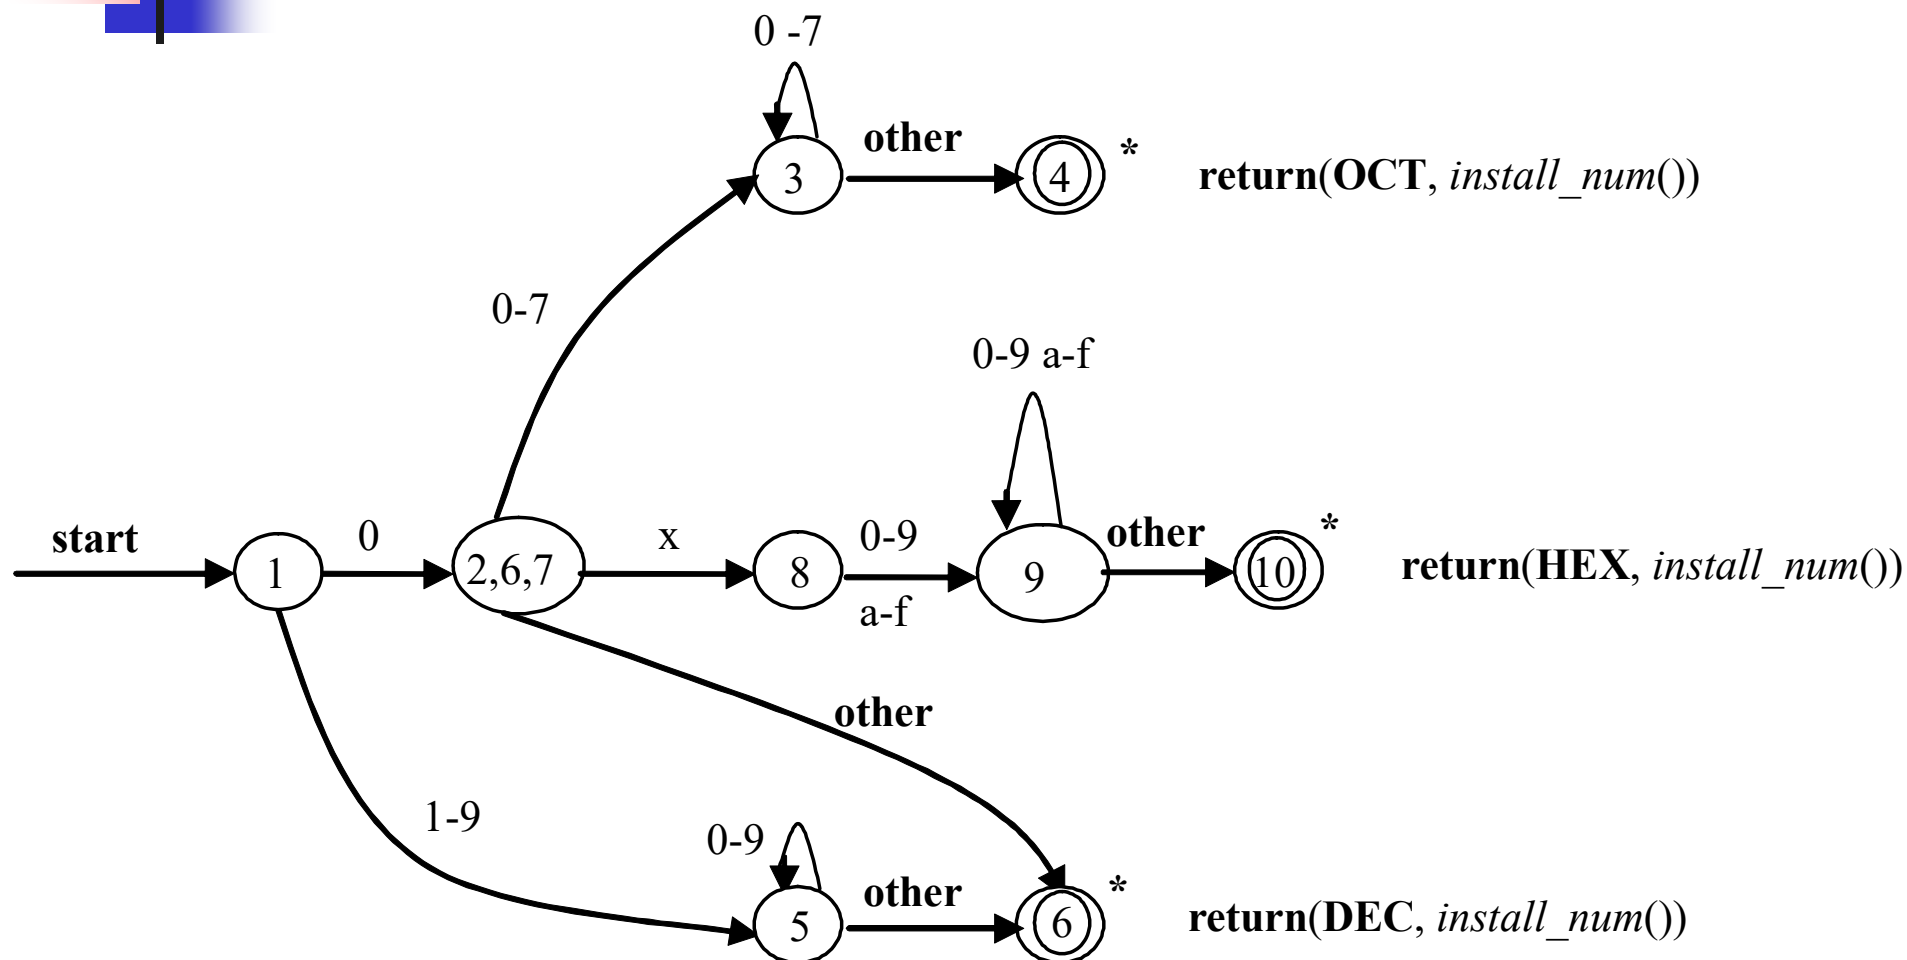 0 -7
other
3
4
*
return(OCT, install_num())
0-7
0-9 a-f
start
0
1
2,6,7
x
8
0-9
a-f
9
other
10
*
return(HEX, install_num())
other
1-9
0-9
5
other
6
*
return(DEC, install_num())